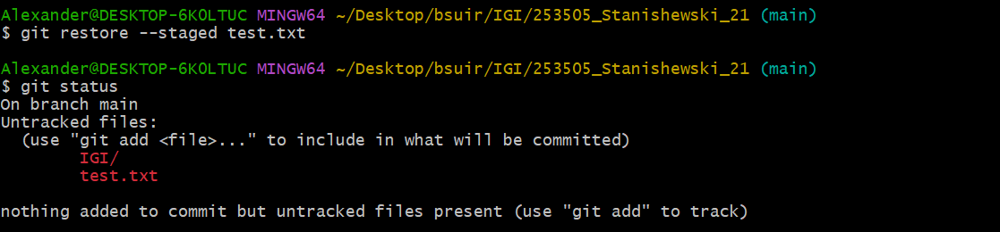 Alexander@DESKTOP-6K0LTUC MINGW64 ~/Desktop/bsuir/IGI/253505_Stanishewski_21 (main)
$ git restore --staged test.txt
Alexander@DESKTOP-6K0LTUC MINGW64 ~/Desktop/bsuir/IGI/253505_Stanishewski_21 (main)
$ git status
On branch main
Untracked files:
  (use "git add <file>..." to include in what will be committed)
        IGI/
        test.txt
nothing added to commit but untracked files present (use "git add" to track)